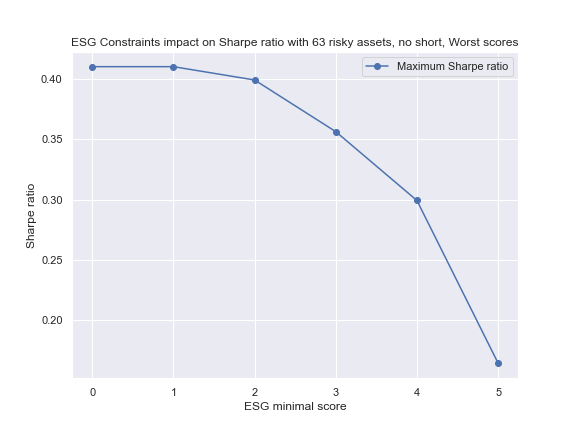 ESG Constraints impact on Sharpe ratio with 63 risky assets, no short, Worst scores
Maximum Sharpe ratio
0.40
0.35
0.30
0.25
0.20
Sharpe ratio
0 1 2 3 4 5
ESG minimal score